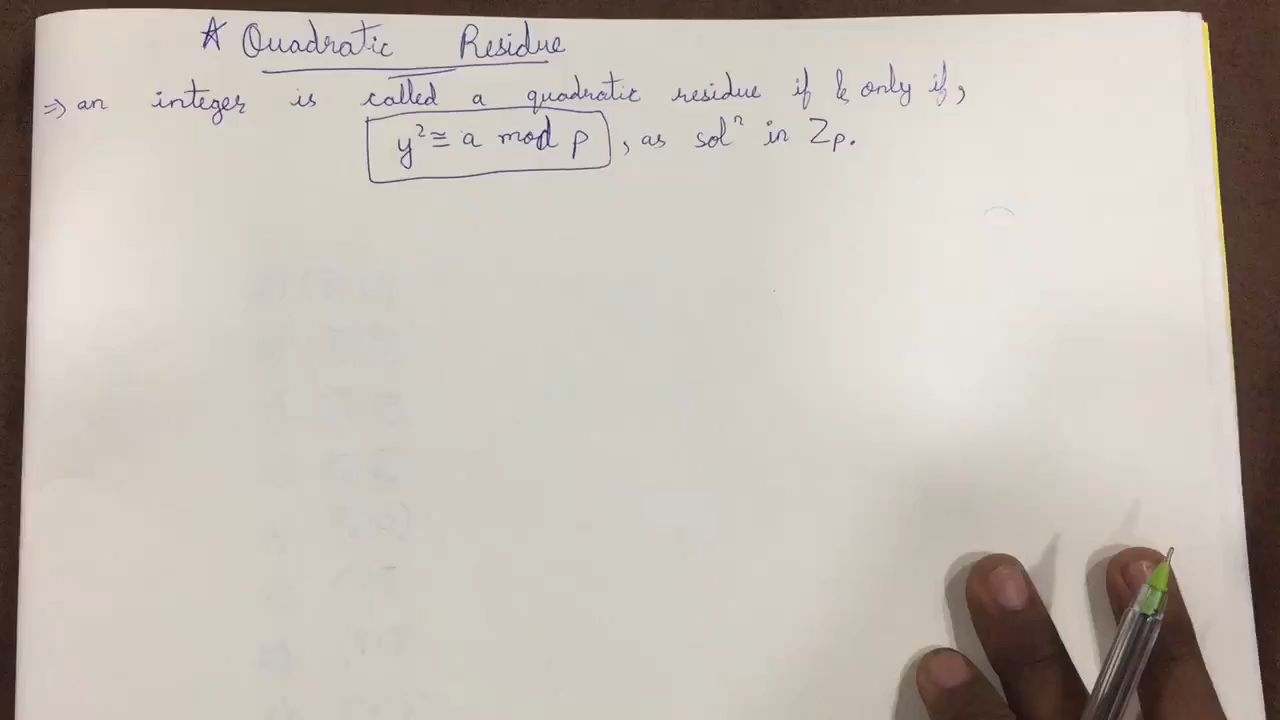 ☆ Quadratic Residue
⇒ an integer is called a quadratic residue if & only if,
y² ≅ a mod p , as solⁿ in Zp.